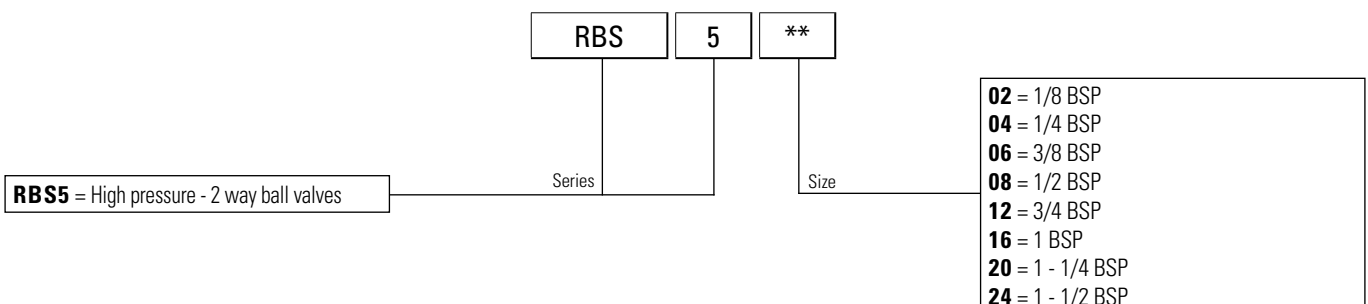 RBS 5 **
02 = 1/8 BSP
04 = 1/4 BSP
06 = 3/8 BSP
08 = 1/2 BSP
12 = 3/4 BSP
16 = 1 BSP
20 = 1 - 1/4 BSP
24 = 1 - 1/2 BSP
Series
Size
RBS5 = High pressure - 2 way ball valves